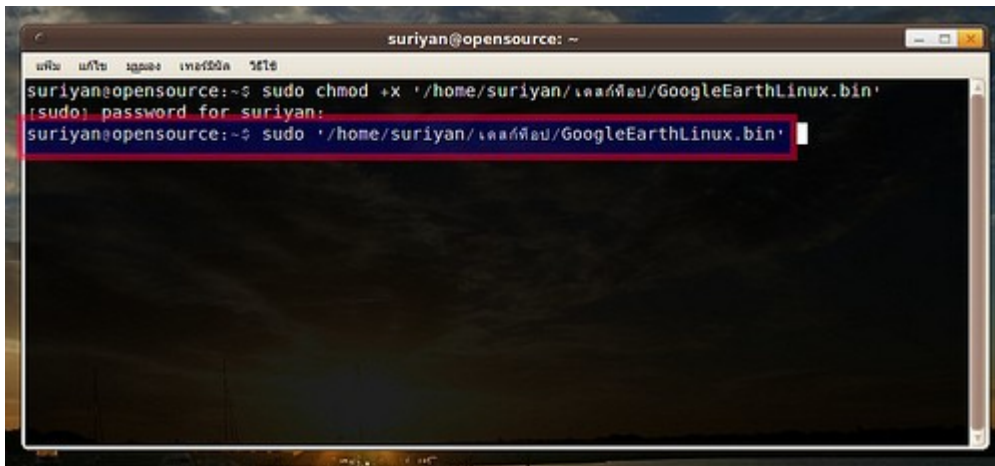 suriyan@opensource: ~
แฟ้ม แก้ไข มุมมอง เทอร์มินัล วิธีใช้
suriyan@opensource:~$ sudo chmod +x '/home/suriyan/เดสก์ท็อป/GoogleEarthLinux.bin'
[sudo] password for suriyan:
suriyan@opensource:~$ sudo '/home/suriyan/เดสก์ท็อป/GoogleEarthLinux.bin'